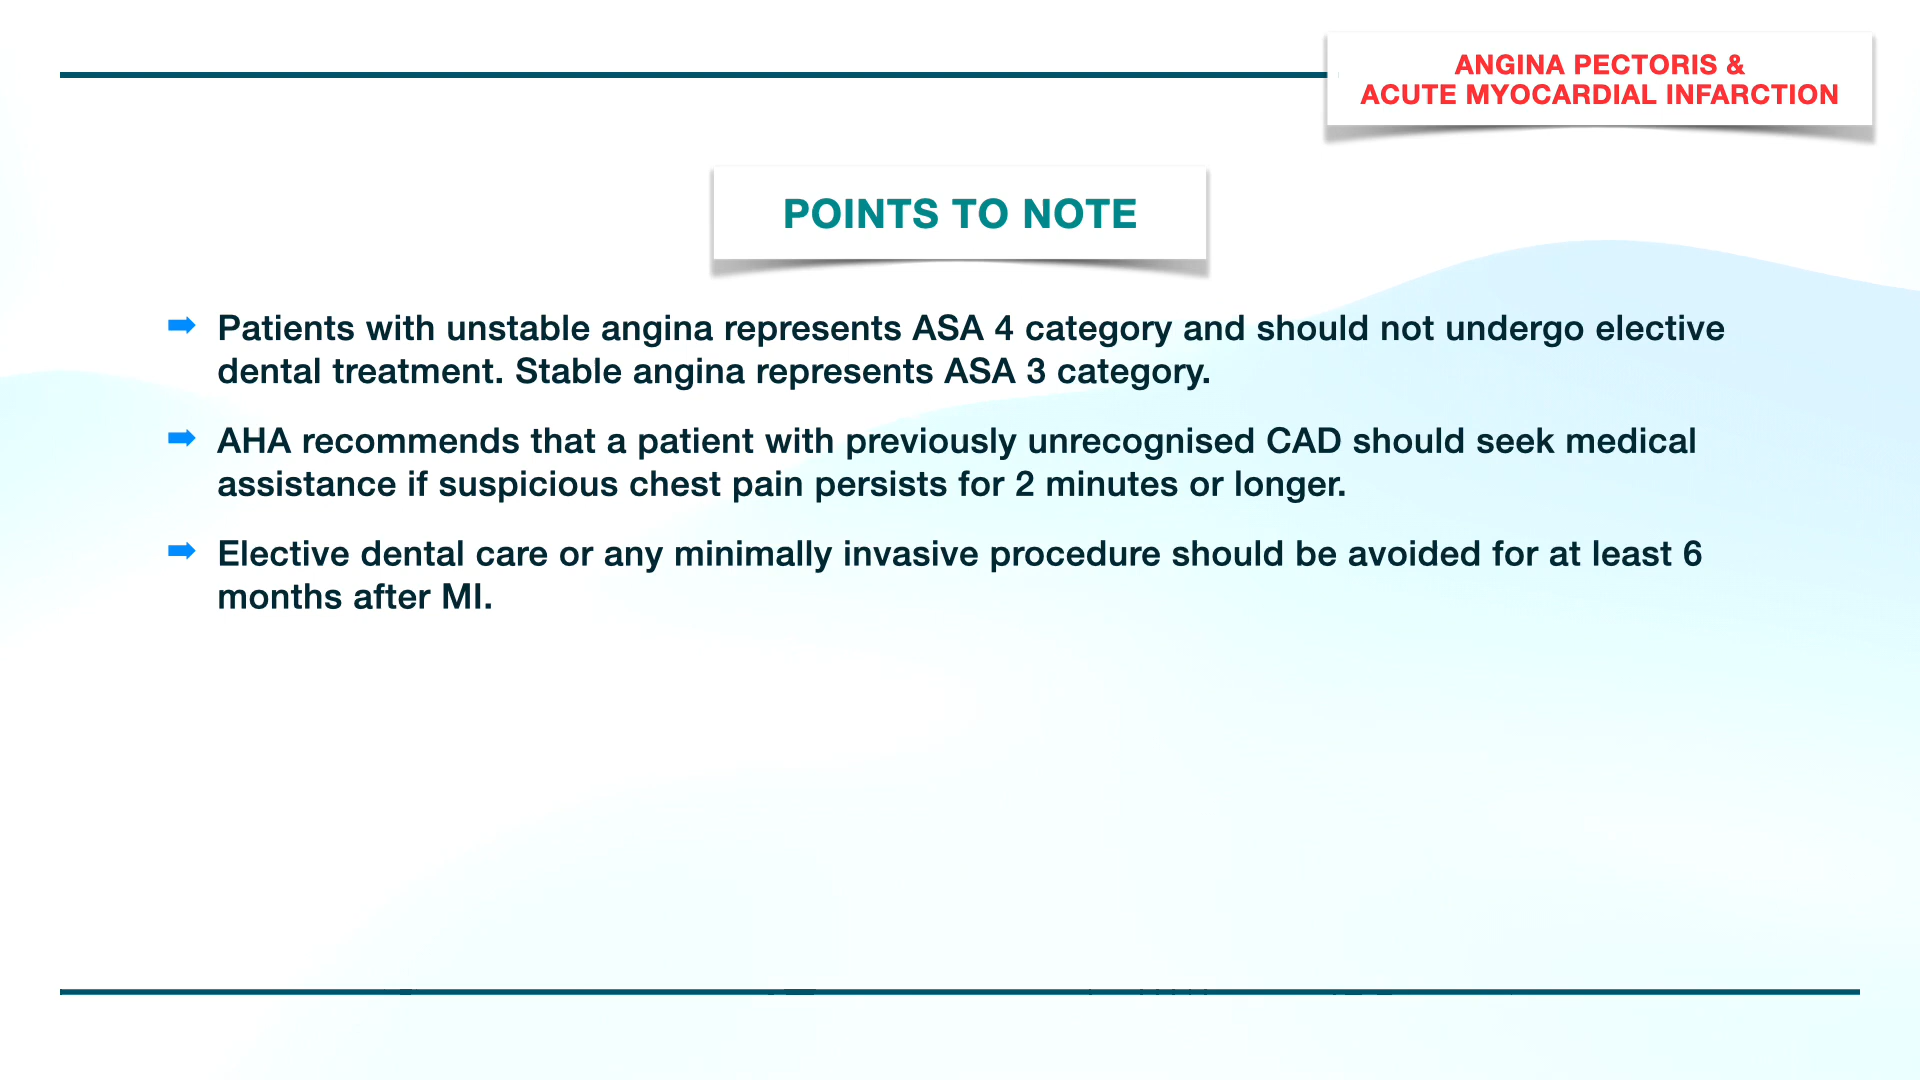 ANGINA PECTORIS &
ACUTE MYOCARDIAL INFARCTION
POINTS TO NOTE
➡ Patients with unstable angina represents ASA 4 category and should not undergo elective
dental treatment. Stable angina represents ASA 3 category.
➡ AHA recommends that a patient with previously unrecognised CAD should seek medical
assistance if suspicious chest pain persists for 2 minutes or longer.
➡ Elective dental care or any minimally invasive procedure should be avoided for at least 6
months after MI.